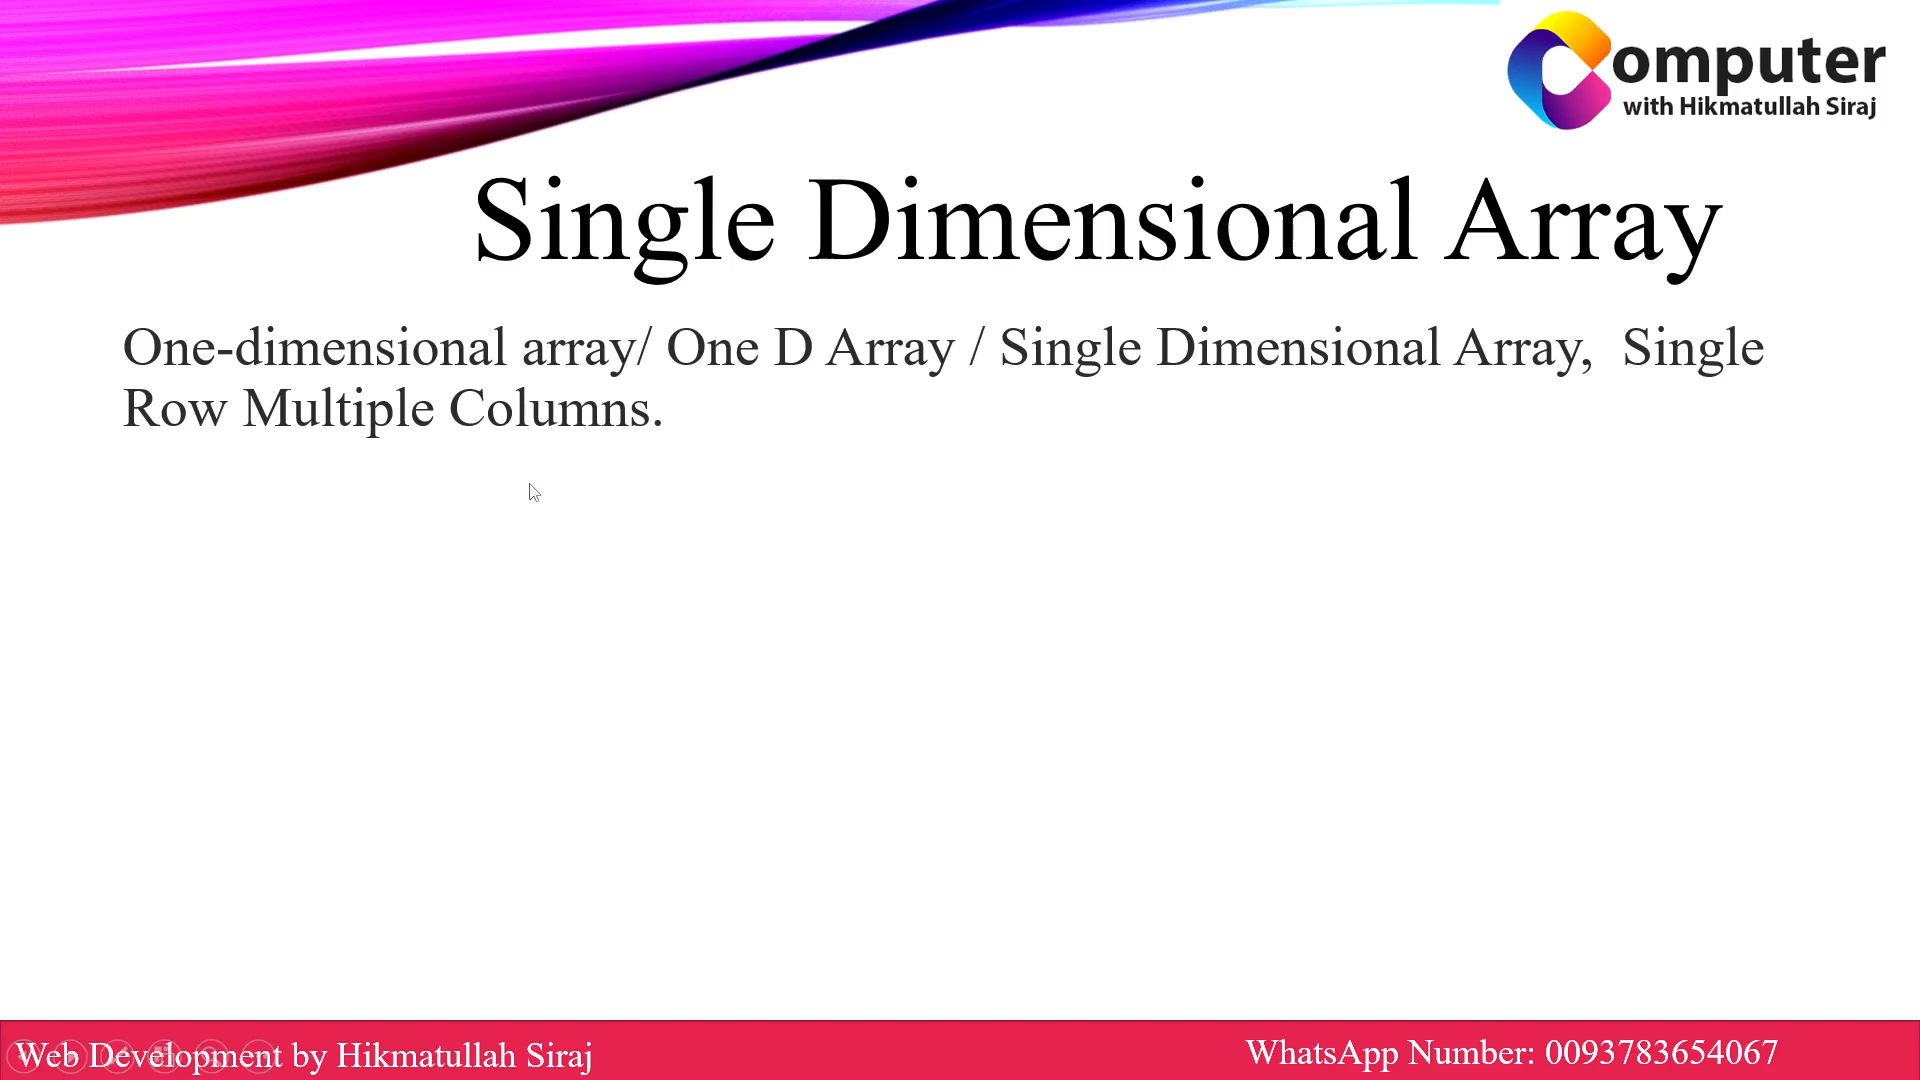 Computer
with Hikmatullah Siraj
Single Dimensional Array
One-dimensional array/ One D Array / Single Dimensional Array, Single
Row Multiple Columns.
Web Development by Hikmatullah Siraj
WhatsApp Number: 0093783654067